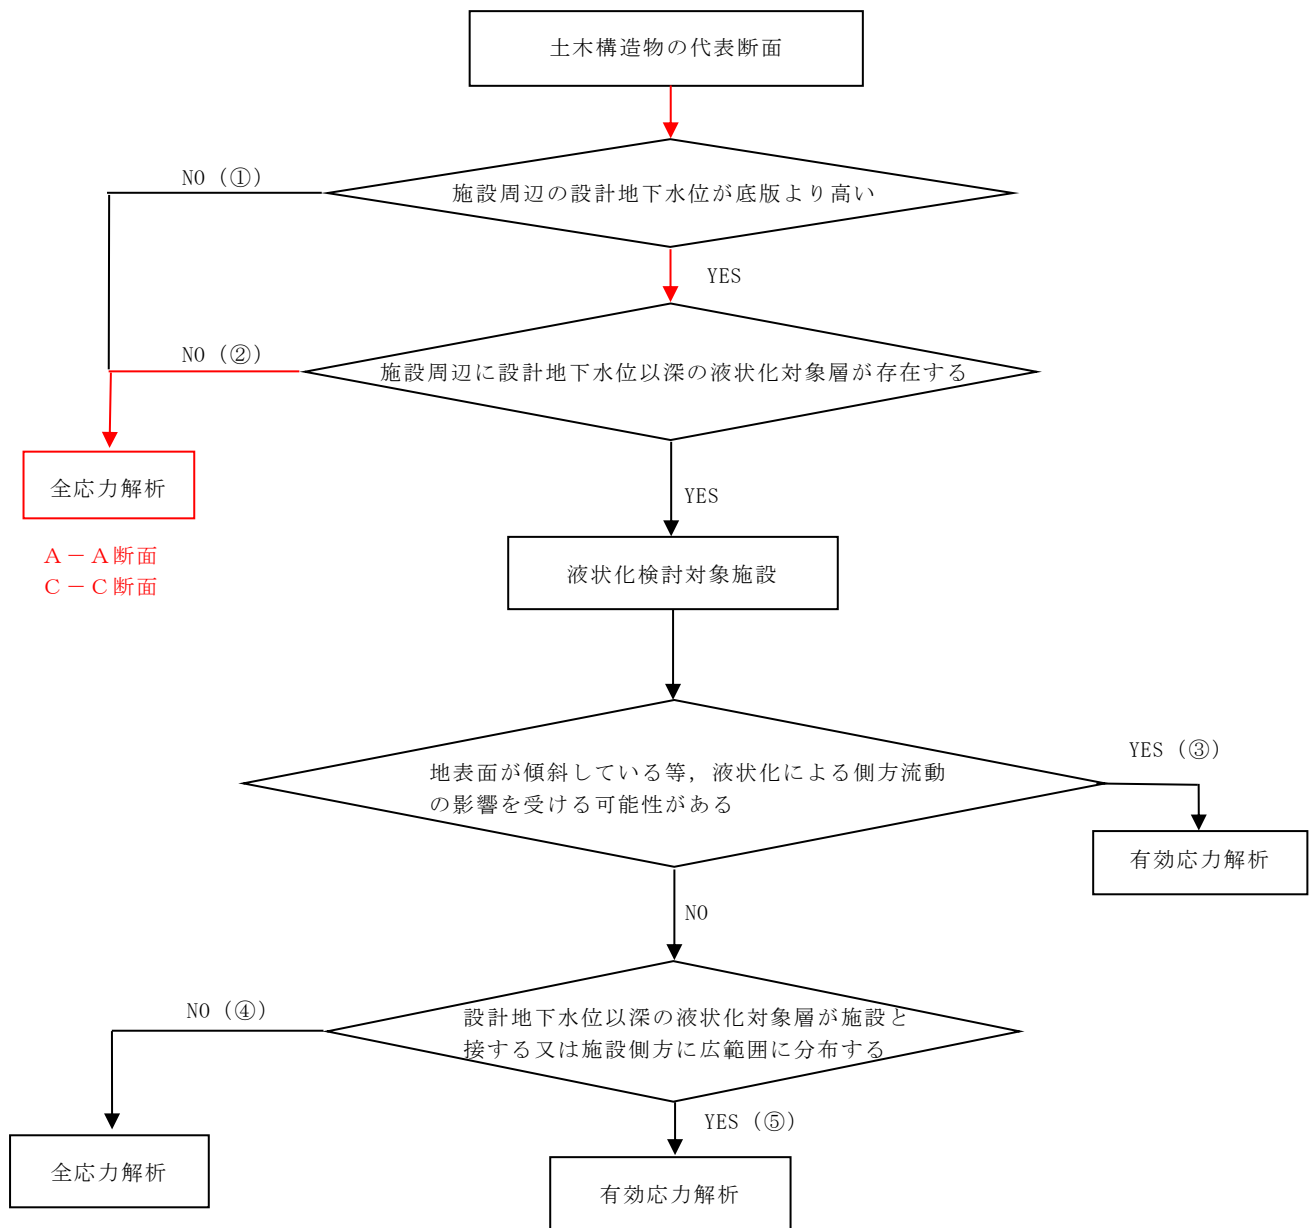 土木構造物の代表断面
NO（①）
施設周辺の設計地下水位が底版より高い
YES
NO（②）
施設周辺に設計地下水位以深の液状化対象層が存在する
全応力解析
A－A断面
C－C断面
YES
液状化検討対象施設
地表面が傾斜している等，液状化による側方流動
の影響を受ける可能性がある
YES（③）
有効応力解析
NO
NO（④）
設計地下水位以深の液状化対象層が施設と
接する又は施設側方に広範囲に分布する
全応力解析
YES（⑤）
有効応力解析